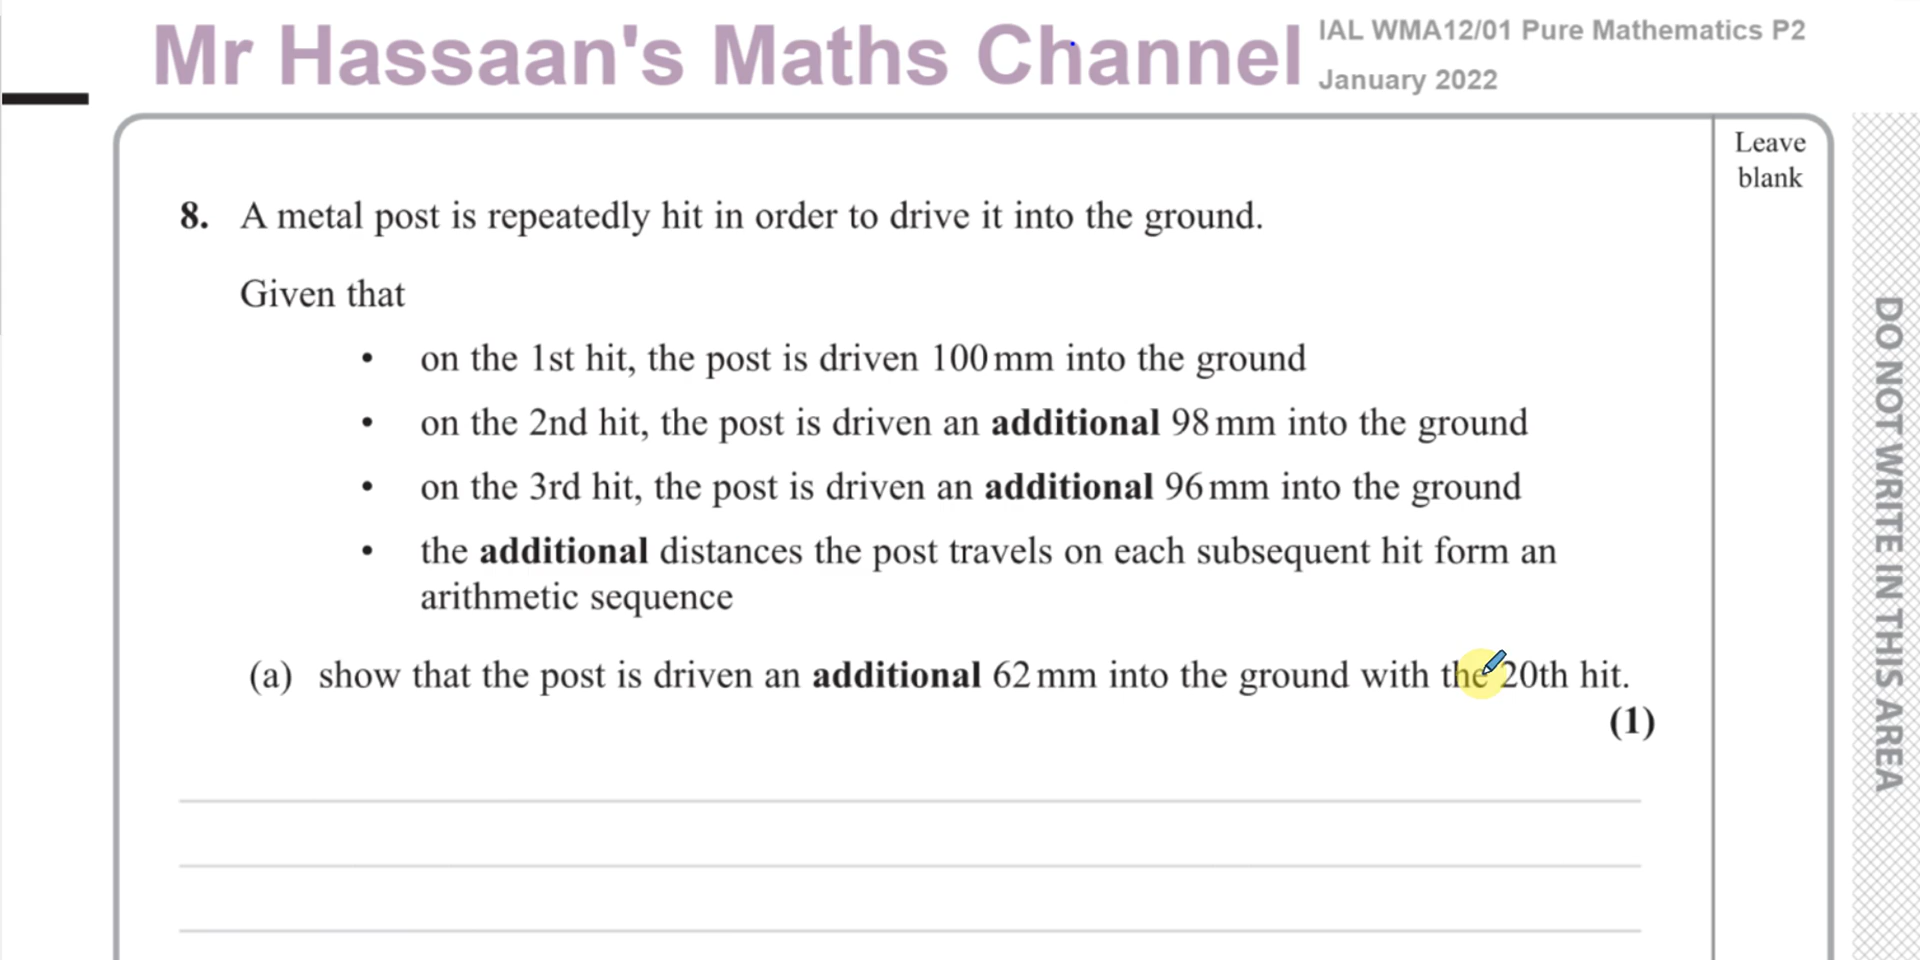 Mr Hassaan's Maths Channel
IAL WMA12/01 Pure Mathematics P2
January 2022
Leave
blank
8. A metal post is repeatedly hit in order to drive it into the ground.
Given that
• on the 1st hit, the post is driven 100 mm into the ground
• on the 2nd hit, the post is driven an additional 98 mm into the ground
• on the 3rd hit, the post is driven an additional 96 mm into the ground
• the additional distances the post travels on each subsequent hit form an
arithmetic sequence
(a) show that the post is driven an additional 62 mm into the ground with the 20th hit.
(1)
DO NOT WRITE IN THIS AREA